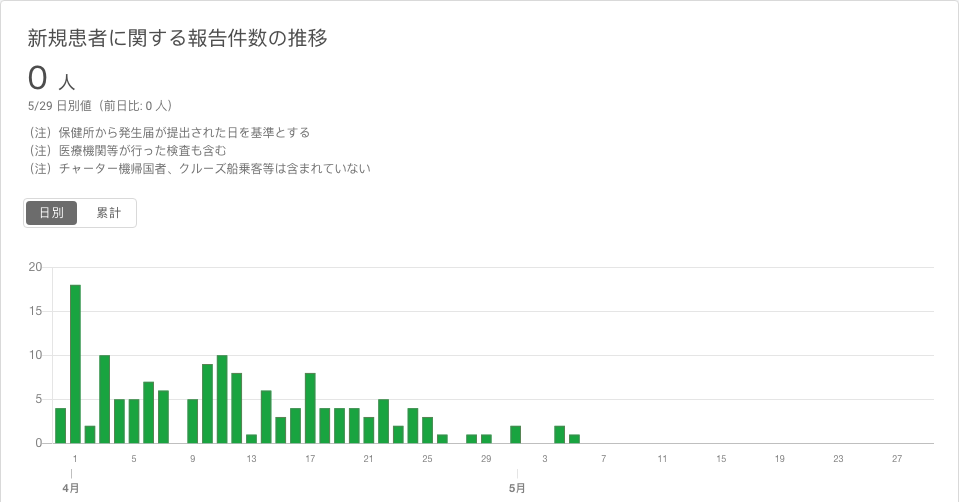 新規患者に関する報告件数の推移
0 人
5/29 日別値（前日比: 0 人）
（注）保健所から発生届が提出された日を基準とする
（注）医療機関等が行った検査も含む
（注）チャーター機帰国者、クルーズ船乗客等は含まれていない
日別 累計
20
15
10
5
0
1 5 9 13 17 21 25 29 3 7 11 15 19 23 27
4月 5月